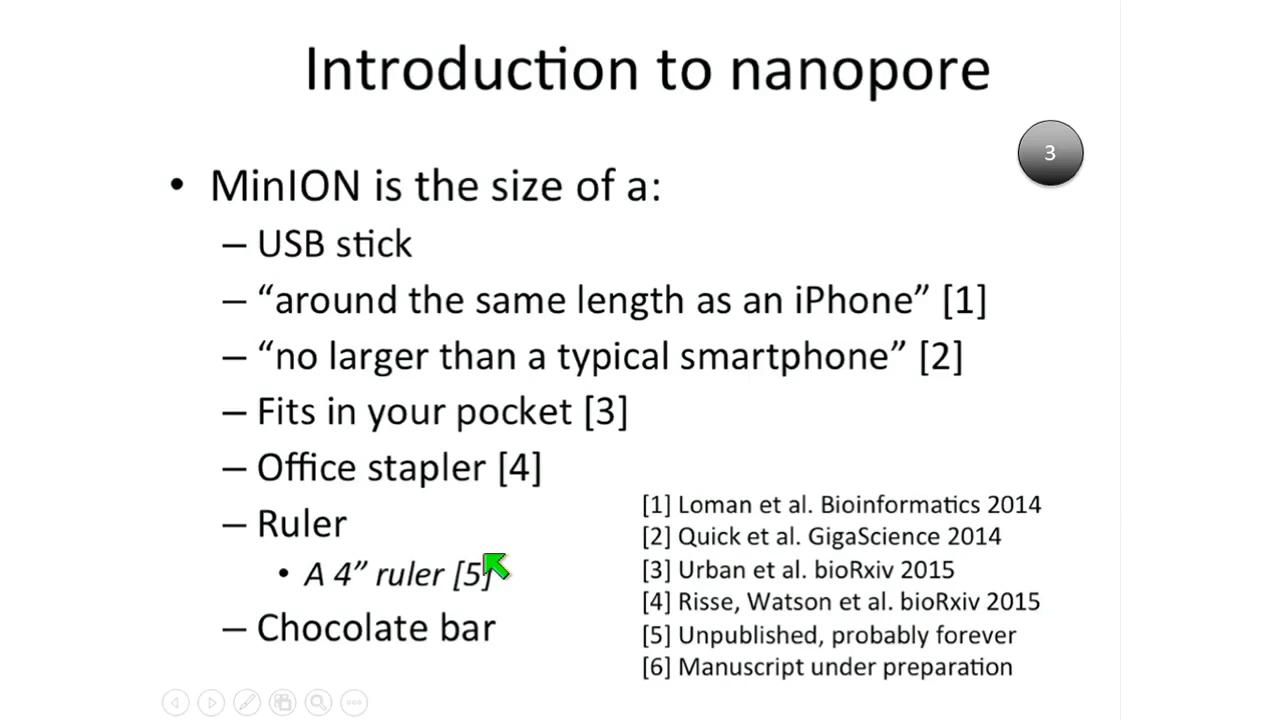 Introduction to nanopore
3
• MinION is the size of a:
– USB stick
– “around the same length as an iPhone” [1]
– “no larger than a typical smartphone” [2]
– Fits in your pocket [3]
– Office stapler [4]
– Ruler
• A 4” ruler [5]
– Chocolate bar
[1] Loman et al. Bioinformatics 2014
[2] Quick et al. GigaScience 2014
[3] Urban et al. bioRxiv 2015
[4] Risse, Watson et al. bioRxiv 2015
[5] Unpublished, probably forever
[6] Manuscript under preparation